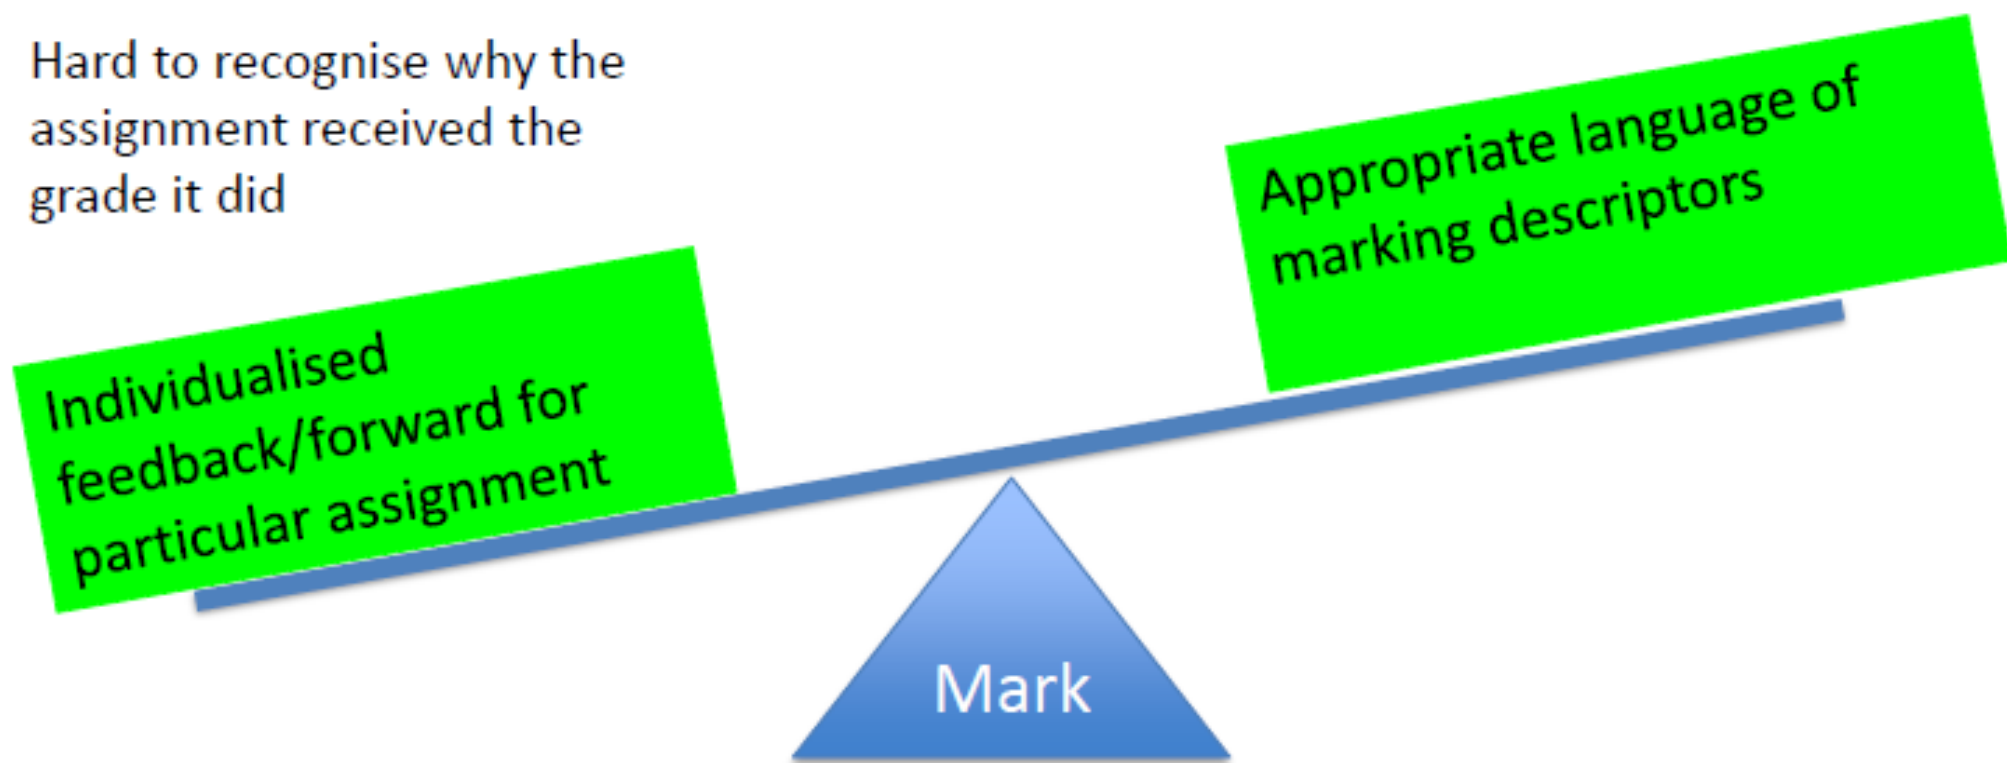 Hard to recognise why the
assignment received the
grade it did
Appropriate language of
marking descriptors
Individualised
feedback/forward for
particular assignment
Mark